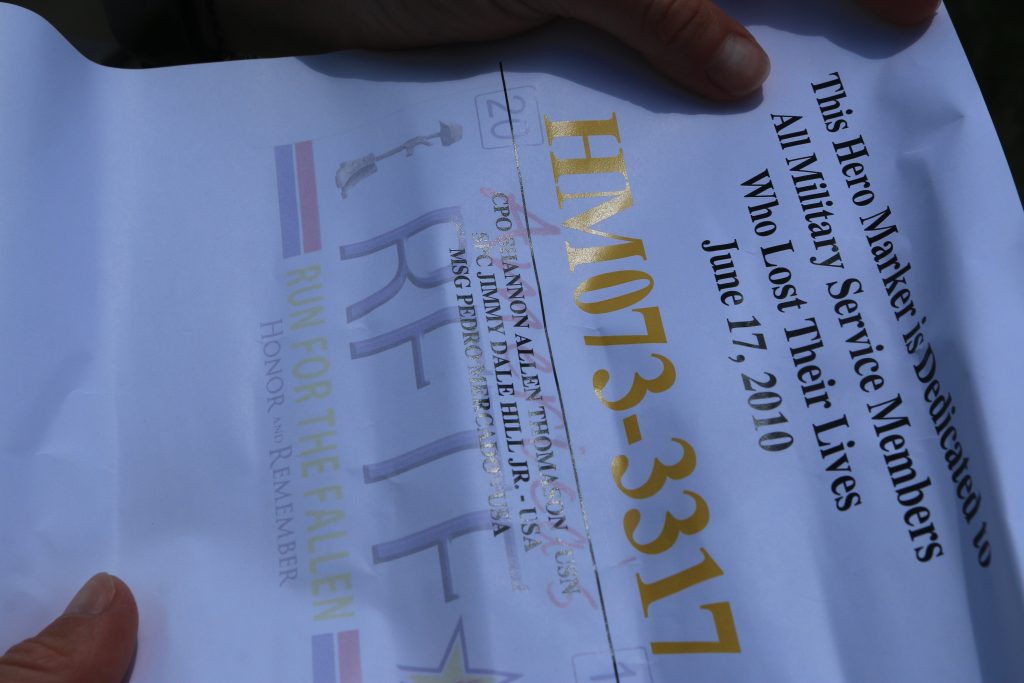 This Hero Marker is Dedicated to
All Military Service Members
Who Lost Their Lives
June 17, 2010
HM073-3317
20
CPO SHANNON ALLEN THOMASON - USN
SFC JIMMY DALE HILL JR. - USA
MSG PEDRO MERCADO - USA
RUN FOR THE FALLEN
HONOR AND REMEMBER